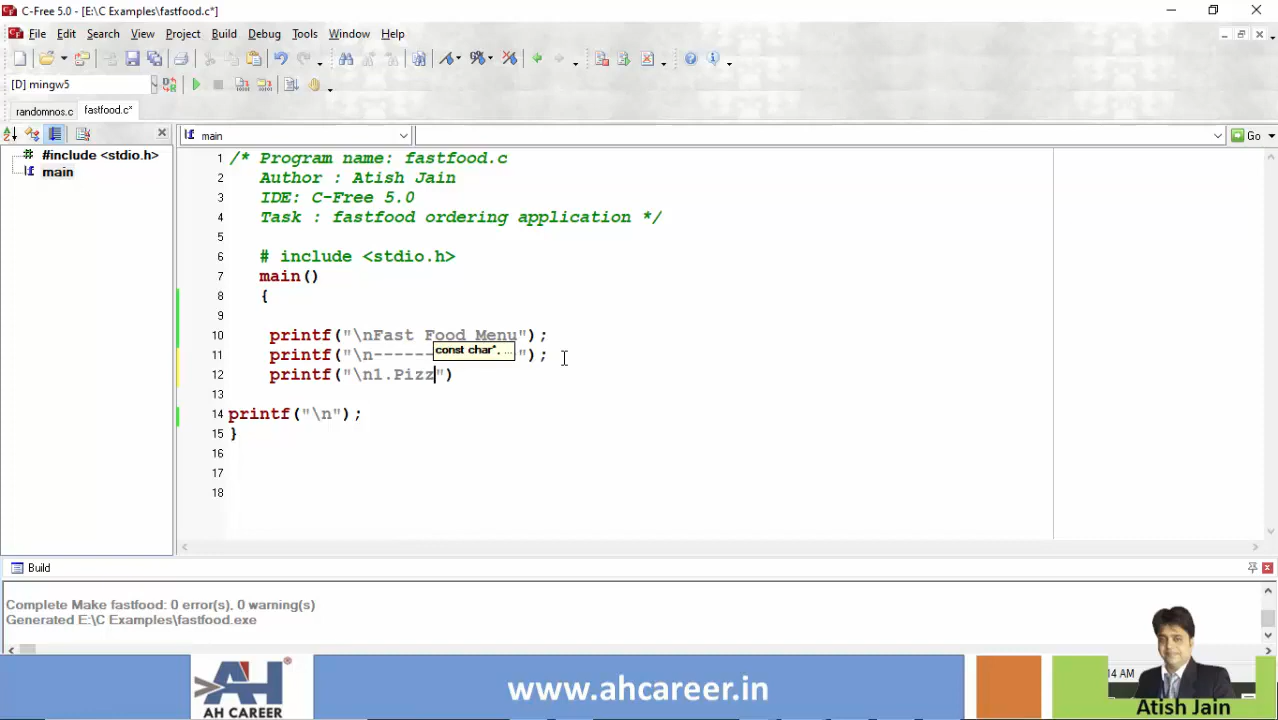 C-Free 5.0 - [E:\C Examples\fastfood.c*]
File Edit Search View Project Build Debug Tools Window Help
[D] mingw5
randomnos.c fastfood.c*
main
Go
#include <stdio.h>
main
1 /* Program name: fastfood.c
2 Author : Atish Jain
3 IDE: C-Free 5.0
4 Task : fastfood ordering application */
5
6 # include <stdio.h>
7 main()
8 {
9
10 printf("\nFast Food Menu");
const char*, ...
11 printf("\n------ ");
12 printf("\n1.Pizz")
13
14 printf("\n");
15 }
16
17
18
Build
Complete Make fastfood: 0 error(s), 0 warning(s)
Generated E:\C Examples\fastfood.exe
14 AM
AH
®
AH CAREER
www.ahcareer.in
Atish Jain